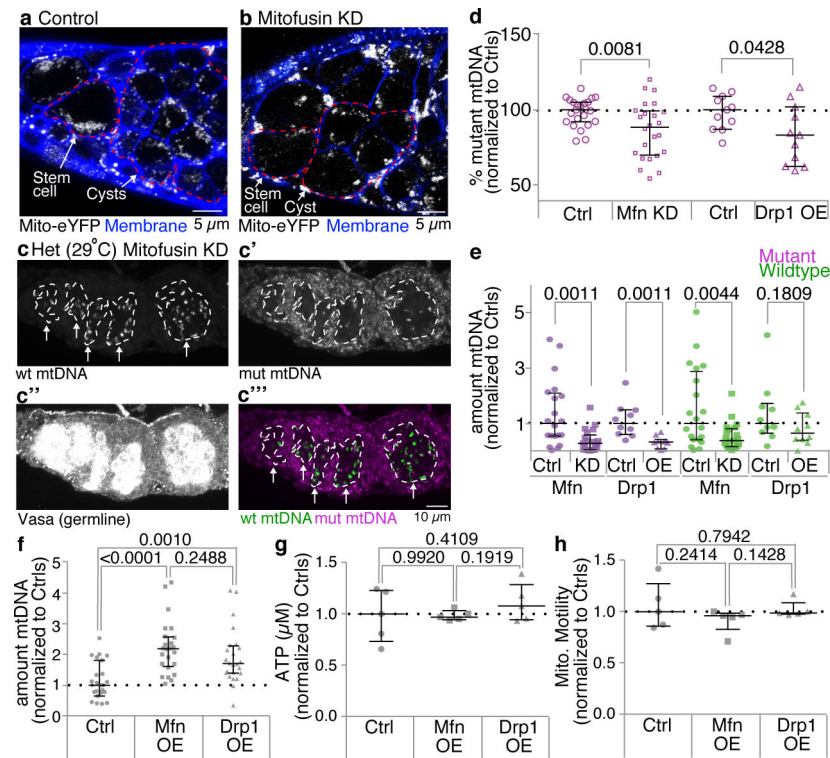 a Control
Stem cell
Cysts
Mito-eYFP Membrane 5 µm
b Mitofusin KD
Stem cell
Cyst
Mito-eYFP Membrane 5 µm
c Het (29°C) Mitofusin KD
wt mtDNA
c'
mut mtDNA
c''
Vasa (germline)
c'''
wt mtDNA mut mtDNA 10 µm
d
% mutant mtDNA
(normalized to Ctrls)
150
100
50
0.0081
0.0428
Ctrl Mfn KD Ctrl Drp1 OE
e
Mutant
Wildtype
amount mtDNA
(normalized to Ctrls)
5
4
3
2
1
0.0011 0.0011 0.0044 0.1809
Ctrl KD Ctrl OE Ctrl KD Ctrl OE
Mfn Drp1 Mfn Drp1
f
amount mtDNA
(normalized to Ctrls)
5
4
3
2
1
0
0.0010
<0.0001 0.2488
Ctrl Mfn OE Drp1 OE
g
ATP (µM)
(normalized to Ctrls)
1.5
1.0
0.5
0.0
0.4109
0.9920 0.1919
Ctrl Mfn OE Drp1 OE
h
Mito. Motility
(normalized to Ctrls)
1.5
1.0
0.0
0.7942
0.2414 0.1428
Ctrl Mfn OE Drp1 OE